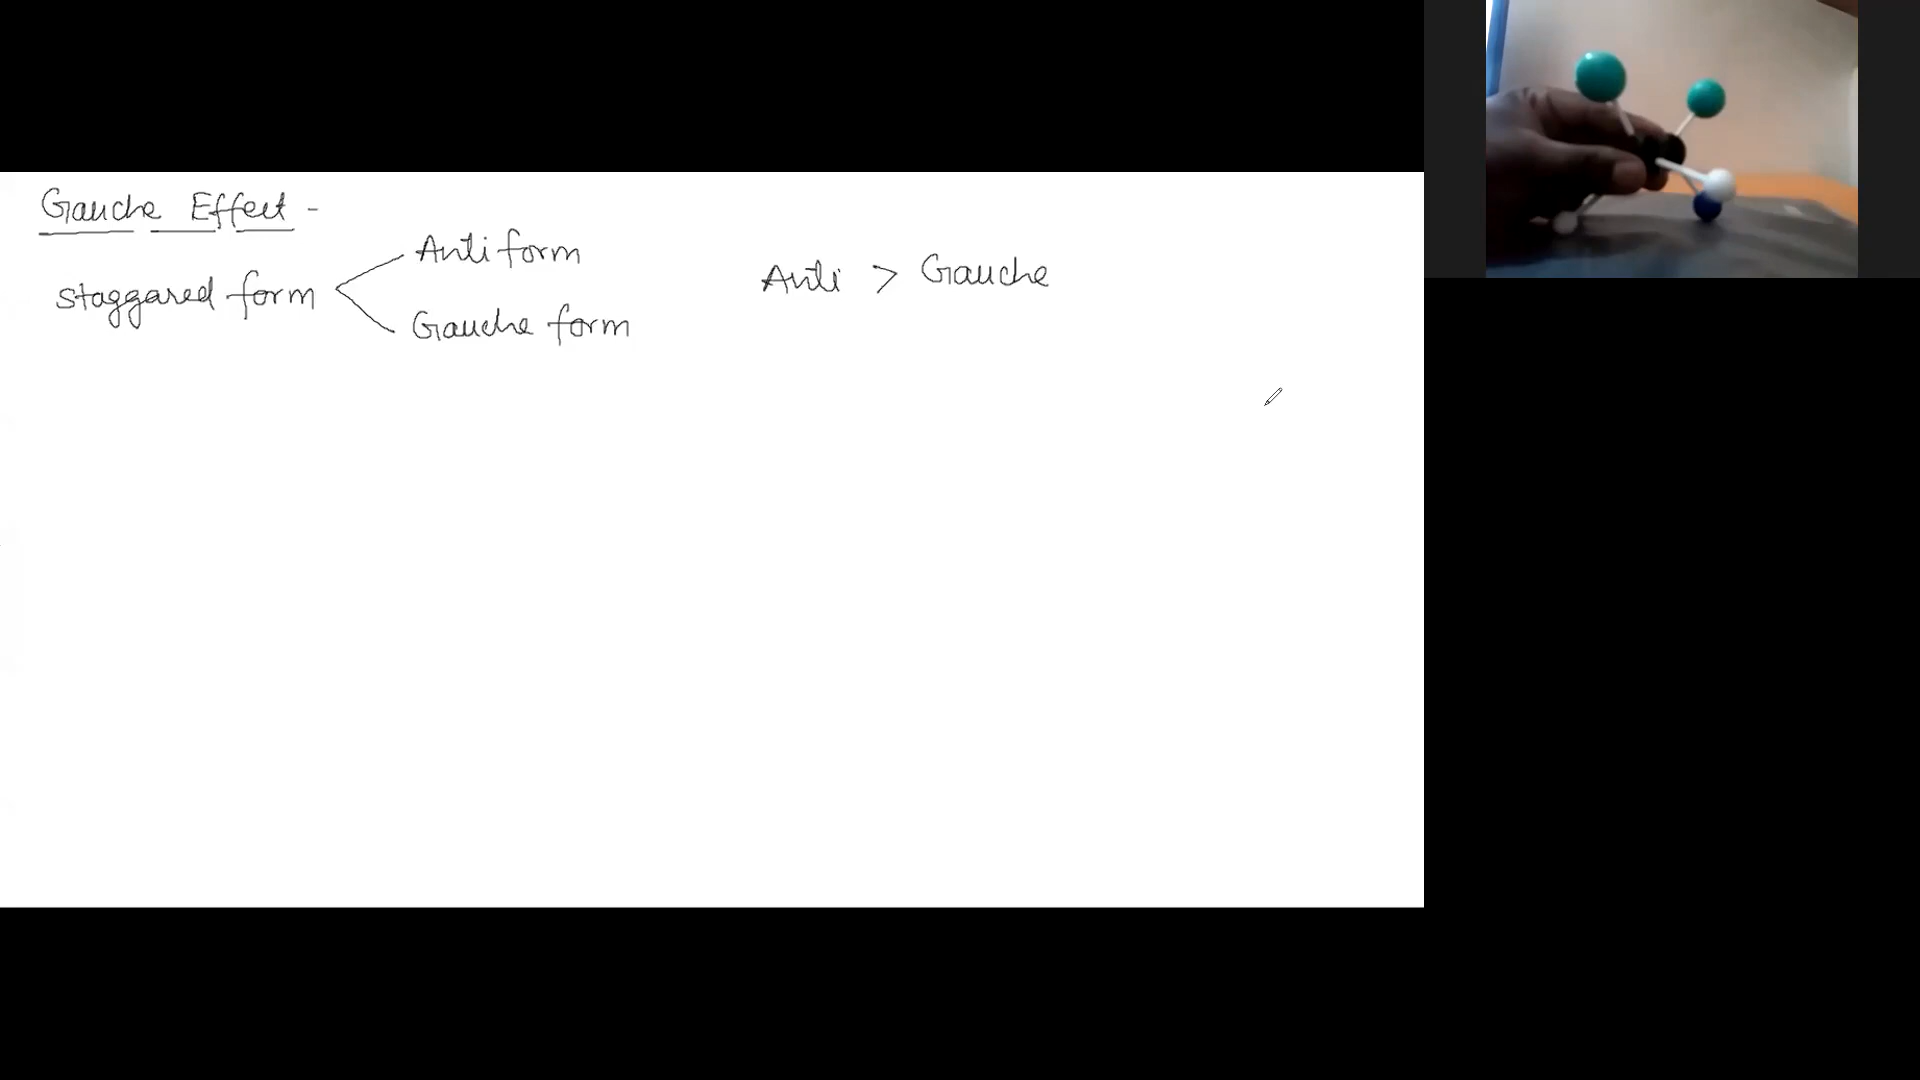 Gauche Effect -
Staggared form
Anti form
Gauche form
Anti > Gauche